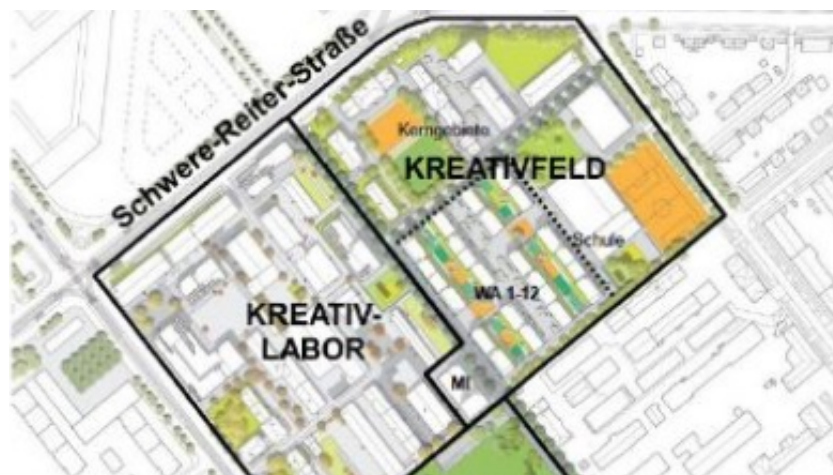 Schwere-Reiter-Straße
Kerngebiete
KREATIVFELD
Schule
WA 1-12
KREATIV-
LABOR
MI